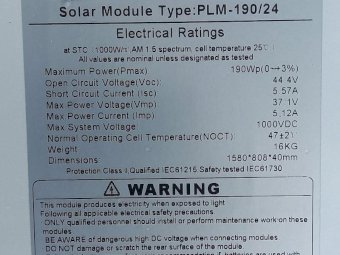 Solar Module Type:PLM-190/24
Electrical Ratings
at STC (1000W/㎡, AM 1.5 spectrum, cell temperature 25℃)
All values are nominal unless designated as tested
Maximum Power(Pmax) 190Wp(0~+3%)
Open Circuit Voltage(Voc) 44.4V
Short Circuit Current(Isc) 5.57A
Max Power Voltage(Vmp) 37.1V
Max Power Current(Imp) 5.12A
Max System Voltage 1000VDC
Normal Operating Cell Temperature(NOCT) 47±2℃
Weight 16KG
Dimensions 1580*808*40mm
Protection Class II,Qualified IEC61215 Safety tested IEC61730
WARNING
This module produces electricity when exposed to light
Following all applicable electrical safety precautions
·ONLY qualified personnel should install or perform maintenance work on these
modules
·BE AWARE of dangerous high DC voltage when connecting modules
·DO NOT damage or scratch the rear surface of the module